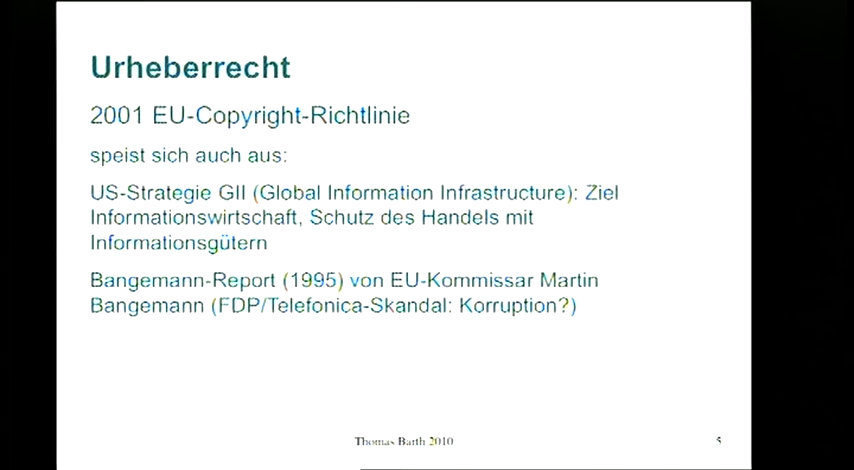 Urheberrecht
2001 EU-Copyright-Richtlinie
speist sich auch aus:
US-Strategie GII (Global Information Infrastructure): Ziel
Informationswirtschaft, Schutz des Handels mit
Informationsgütern
Bangemann-Report (1995) von EU-Kommissar Martin
Bangemann (FDP/Telefonica-Skandal: Korruption?)
Thomas Barth 2010
5